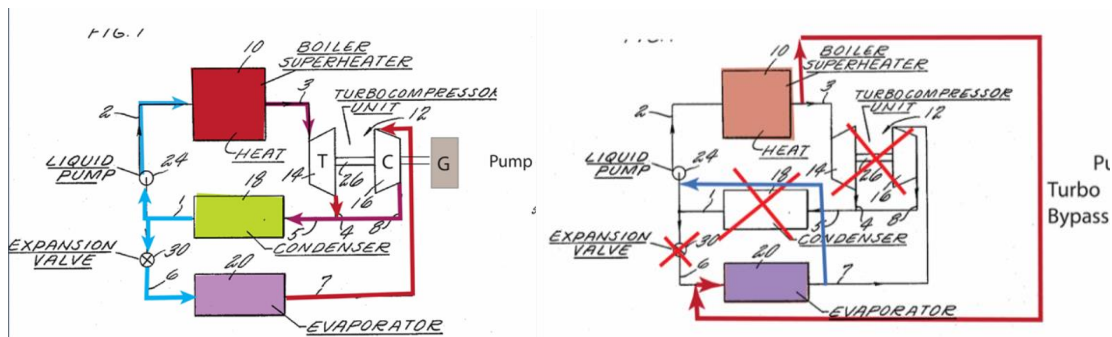 FIG. 1
10
BOILER
SUPERHEATER
3
TURBOCOMPRESSOR
UNIT
12
2
HEAT
T
C
G
Pump
LIQUID
PUMP
24
14
26
16
18
1
5
4
8
CONDENSER
EXPANSION
VALVE
30
6
20
7
EVAPORATOR
10
BOILER
SUPERHEATER
3
TURBOCOMPRESSOR
UNIT
12
2
HEAT
LIQUID
PUMP
24
14
26
16
Turbo
Bypass
18
1
5
4
8
CONDENSER
EXPANSION
VALVE
30
6
20
7
EVAPORATOR